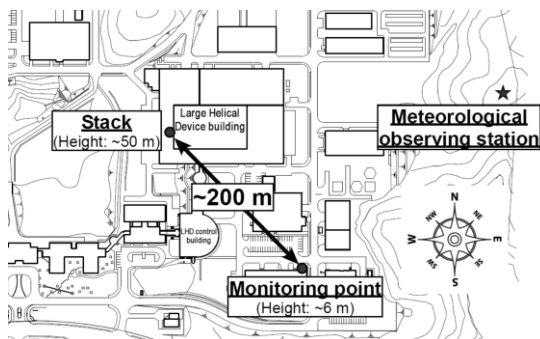 Large Helical
Device building
Stack
(Height: ~50 m)
Meteorological
observing station
~200 m
LHD control
building
N
NW
NE
W
E
SW
SE
S
Monitoring point
(Height: ~6 m)